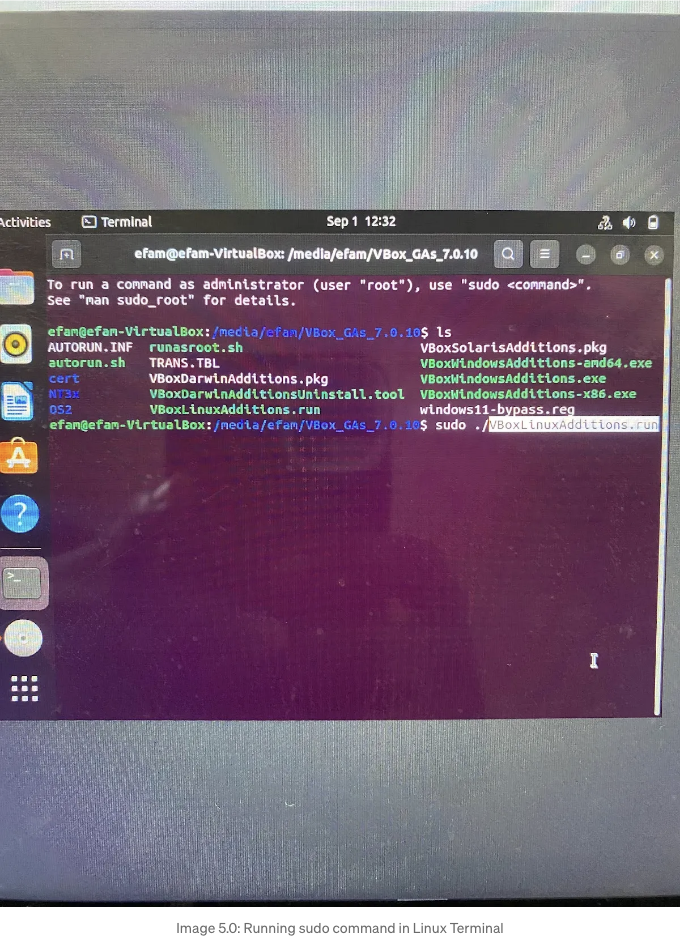 Activities Terminal Sep 1 12:32
efam@efam-VirtualBox: /media/efam/VBox_GAs_7.0.10
To run a command as administrator (user "root"), use "sudo <command>".
See "man sudo_root" for details.
efam@efam-VirtualBox:/media/efam/VBox_GAs_7.0.10$ ls
AUTORUN.INF runasroot.sh VBoxSolarisAdditions.pkg
autorun.sh TRANS.TBL VBoxWindowsAdditions-amd64.exe
cert VBoxDarwinAdditions.pkg VBoxWindowsAdditions.exe
NT3x VBoxDarwinAdditionsUninstall.tool VBoxWindowsAdditions-x86.exe
OS2 VBoxLinuxAdditions.run windows11-bypass.reg
efam@efam-VirtualBox:/media/efam/VBox_GAs_7.0.10$ sudo ./VBoxLinuxAdditions.run
Image 5.0: Running sudo command in Linux Terminal